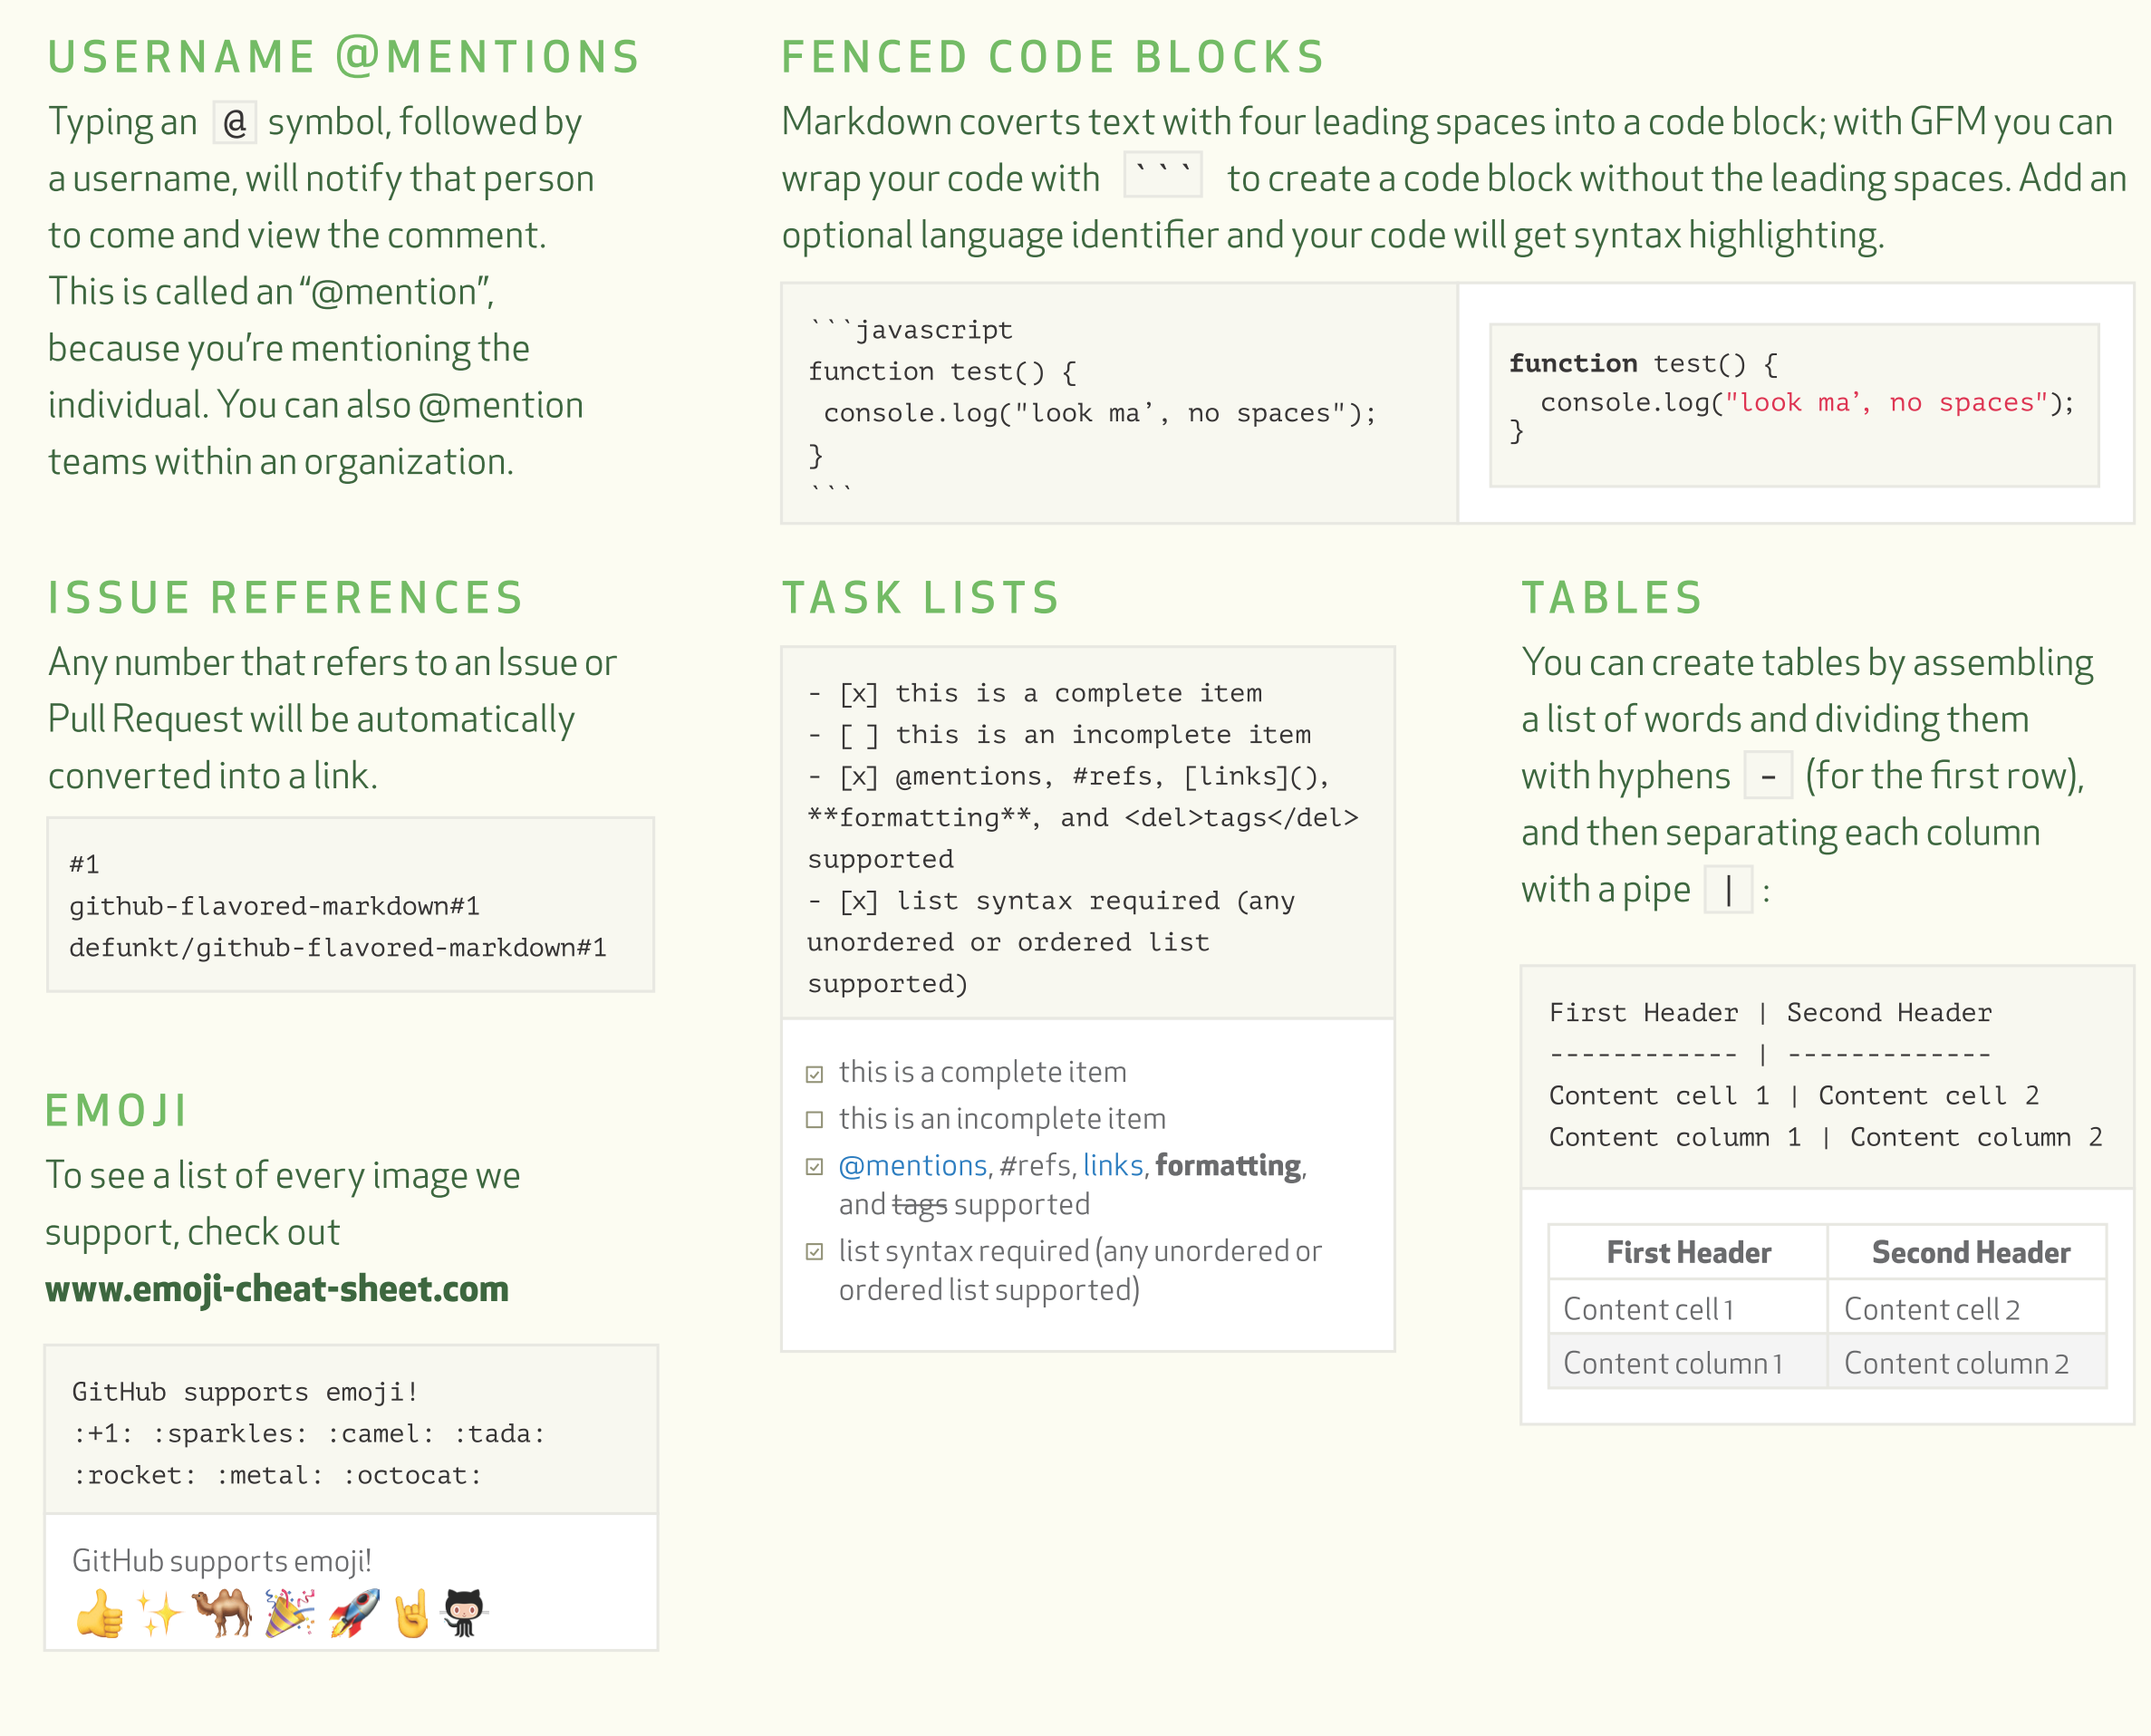 USERNAME @MENTIONS
Typing an @ symbol, followed by
a username, will notify that person
to come and view the comment.
This is called an “@mention”,
because you’re mentioning the
individual. You can also @mention
teams within an organization.
FENCED CODE BLOCKS
Markdown coverts text with four leading spaces into a code block; with GFM you can
wrap your code with ``` to create a code block without the leading spaces. Add an
optional language identifier and your code will get syntax highlighting.
```javascript
function test() {
 console.log("look ma’, no spaces");
}
```
function test() {
  console.log("look ma’, no spaces");
}
ISSUE REFERENCES
Any number that refers to an Issue or
Pull Request will be automatically
converted into a link.
#1
github-flavored-markdown#1
defunkt/github-flavored-markdown#1
EMOJI
To see a list of every image we
support, check out
www.emoji-cheat-sheet.com
GitHub supports emoji!
:+1: :sparkles: :camel: :tada:
:rocket: :metal: :octocat:
GitHub supports emoji!
TASK LISTS
- [x] this is a complete item
- [ ] this is an incomplete item
- [x] @mentions, #refs, [links](),
**formatting**, and <del>tags</del>
supported
- [x] list syntax required (any
unordered or ordered list
supported)
this is a complete item
this is an incomplete item
@mentions, #refs, links, formatting,
and tags supported
list syntax required (any unordered or
ordered list supported)
TABLES
You can create tables by assembling
a list of words and dividing them
with hyphens - (for the first row),
and then separating each column
with a pipe | :
First Header | Second Header
------------ | -------------
Content cell 1 | Content cell 2
Content column 1 | Content column 2
First Header Second Header
Content cell 1 Content cell 2
Content column 1 Content column 2